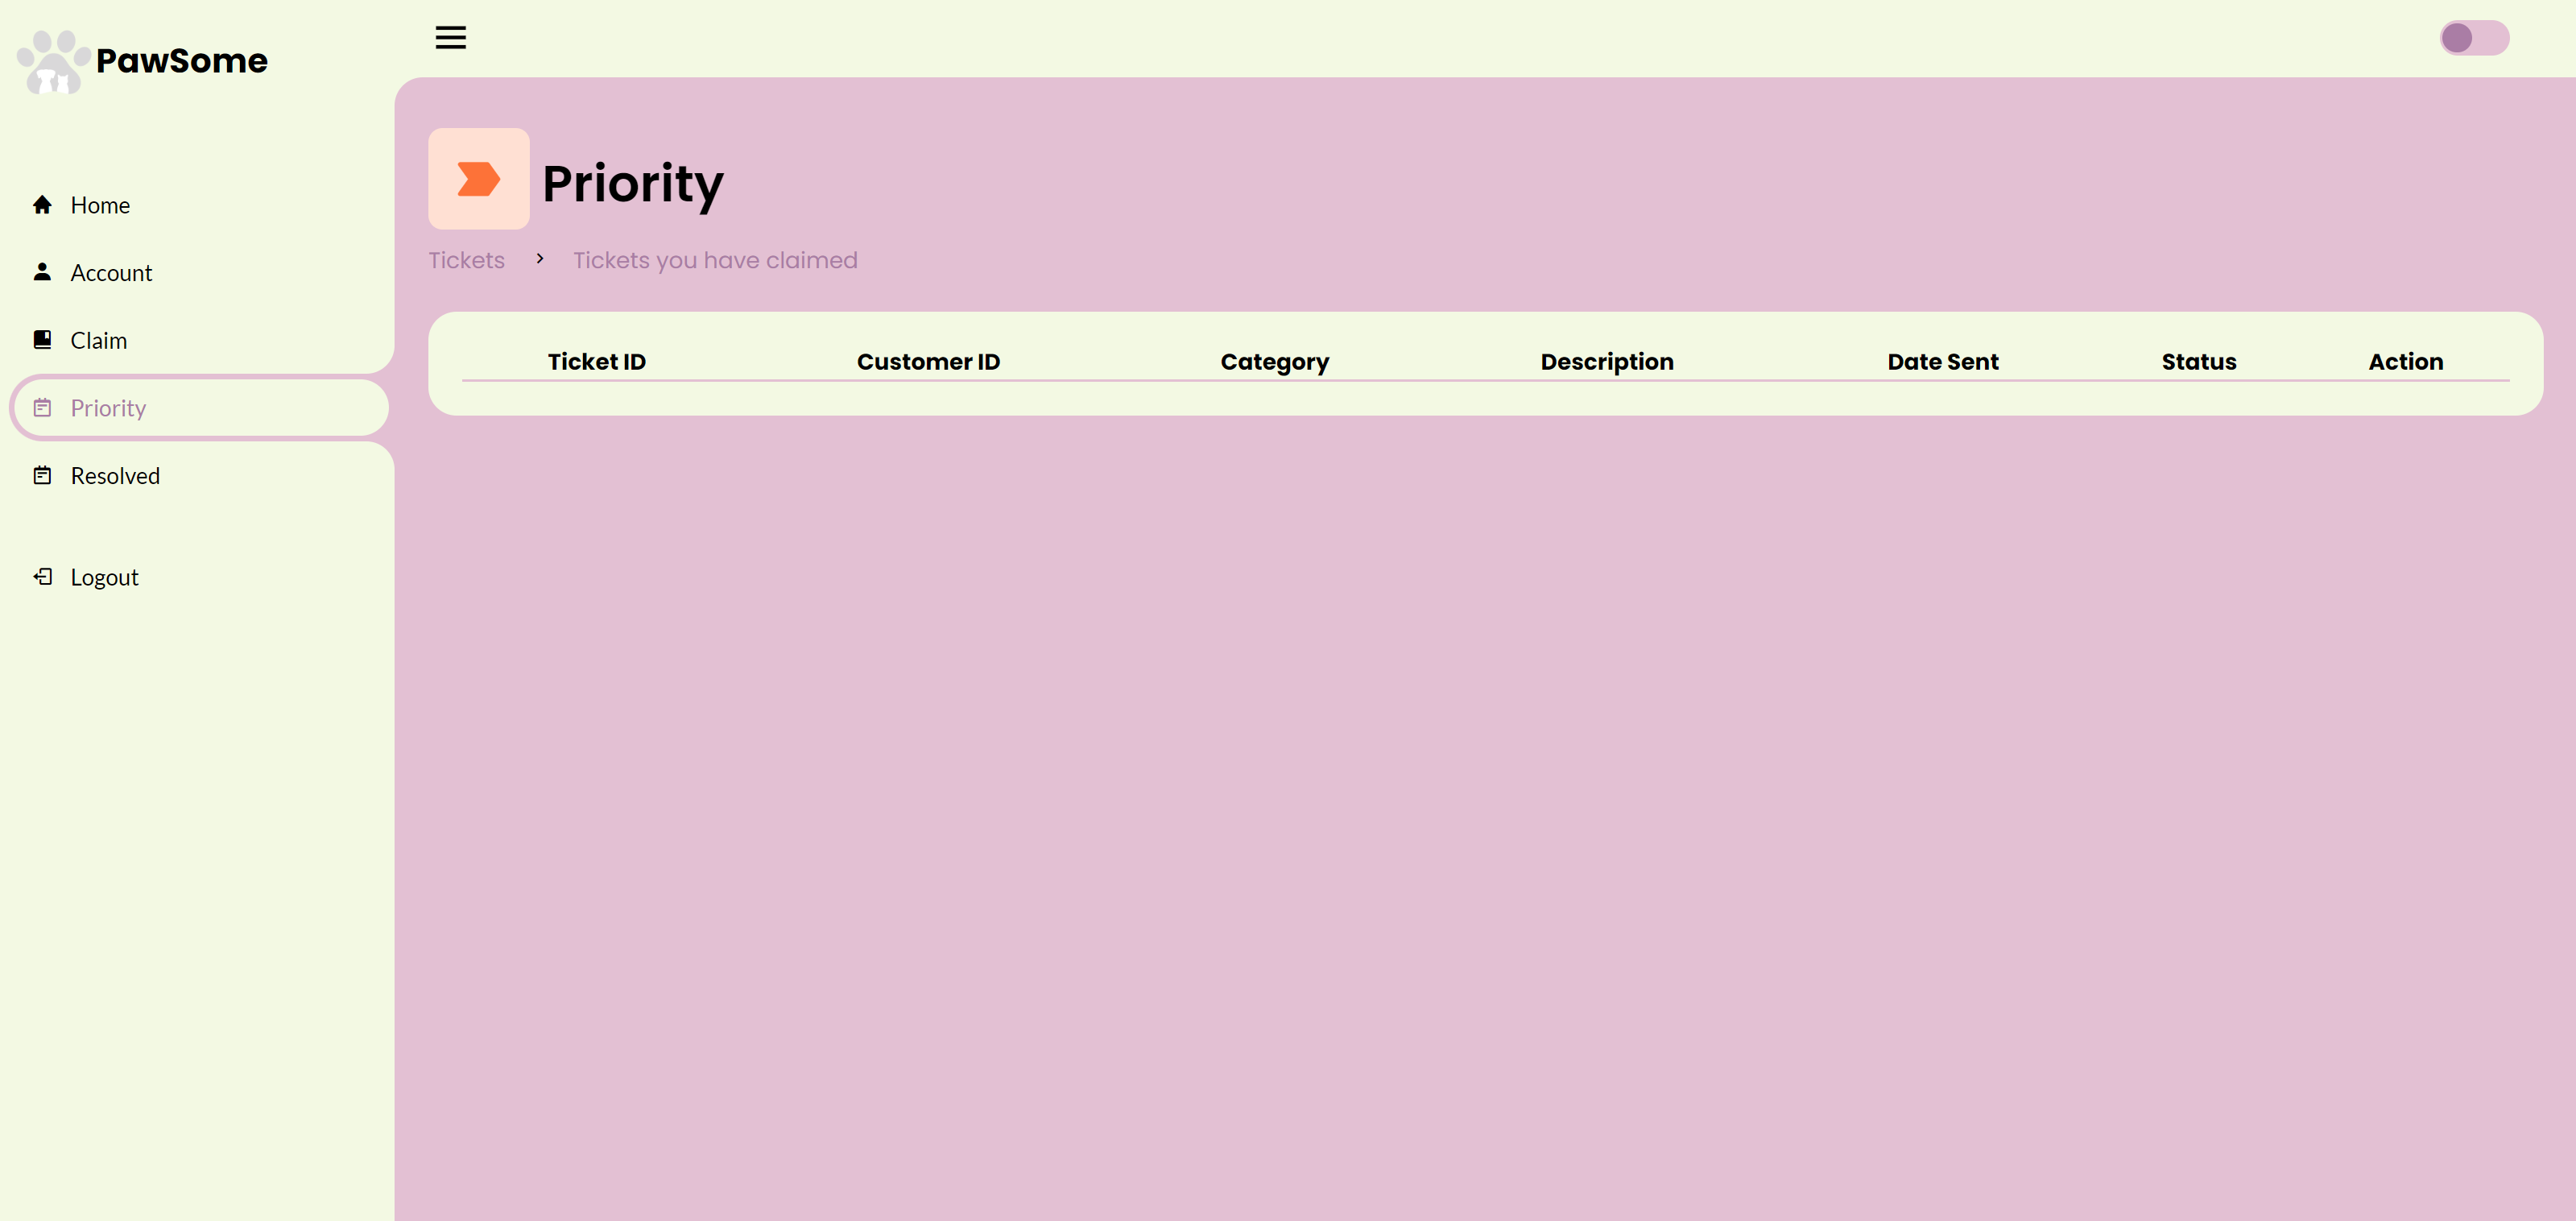 PawSome
Home
Account
Claim
Priority
Resolved
Logout
Priority
Tickets > Tickets you have claimed
Ticket ID Customer ID Category Description Date Sent Status Action